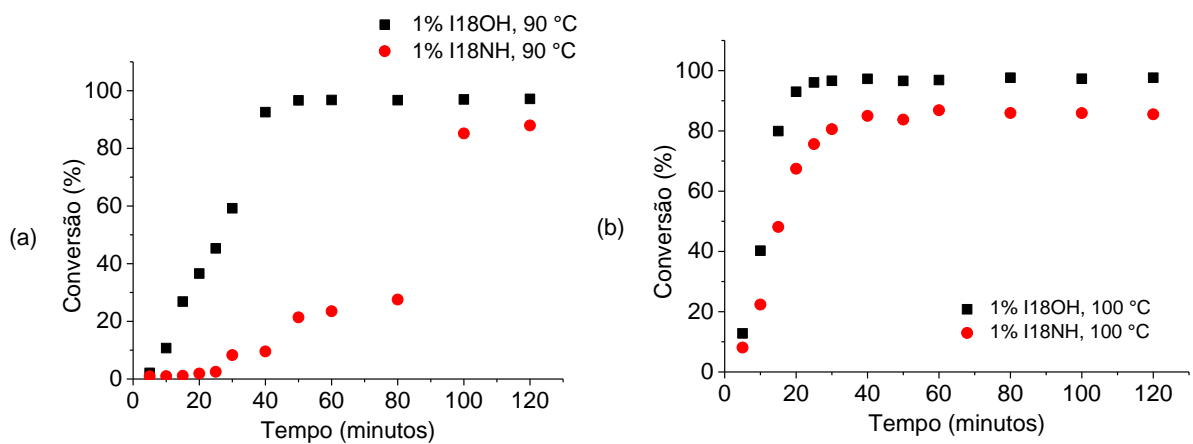 1% I18OH, 90 °C
1% I18NH, 90 °C
100
80
60
40
20
0
Conversão (%)
(a)
0 20 40 60 80 100 120
Tempo (minutos)
100
80
60
40
20
0
Conversão (%)
(b)
1% I18OH, 100 °C
1% I18NH, 100 °C
0 20 40 60 80 100 120
Tempo (minutos)